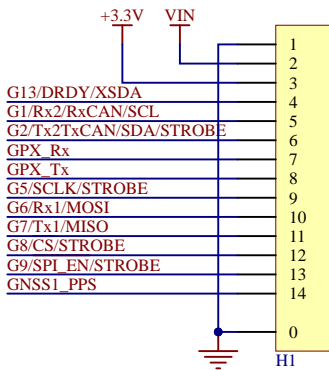 +3.3V VIN
1
2
3
G13/DRDY/XSDA 4
G1/Rx2/RxCAN/SCL 5
G2/Tx2TxCAN/SDA/STROBE 6
GPX_Rx 7
GPX_Tx 8
G5/SCLK/STROBE 9
G6/Rx1/MOSI 10
G7/Tx1/MISO 11
G8/CS/STROBE 12
G9/SPI_EN/STROBE 13
GNSS1_PPS 14
0
H1